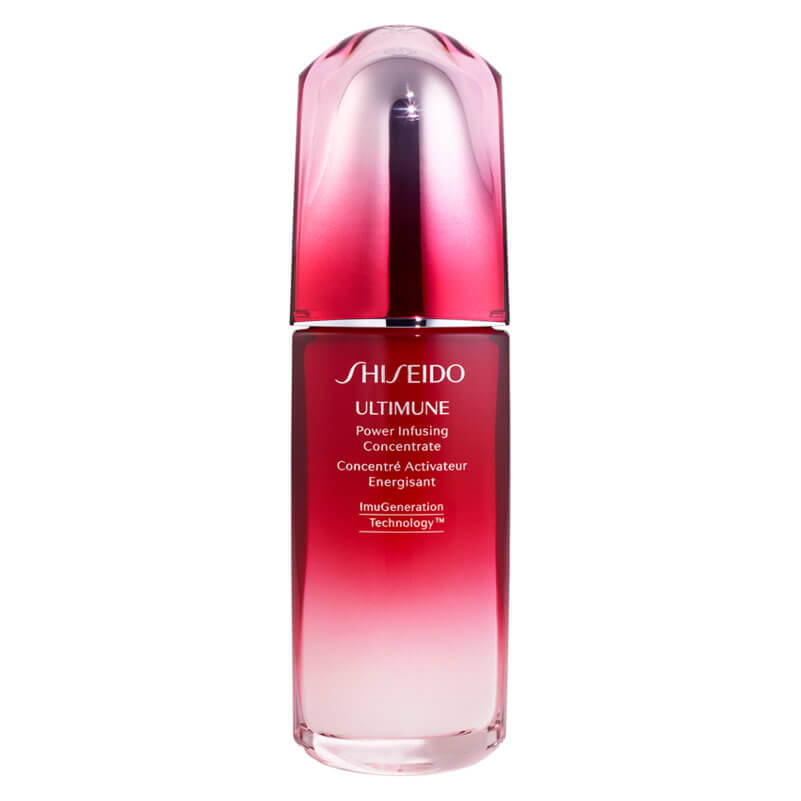 SHISEIDO
ULTIMUNE
Power Infusing
Concentrate
Concentré Activateur
Energisant
ImuGeneration
Technology™